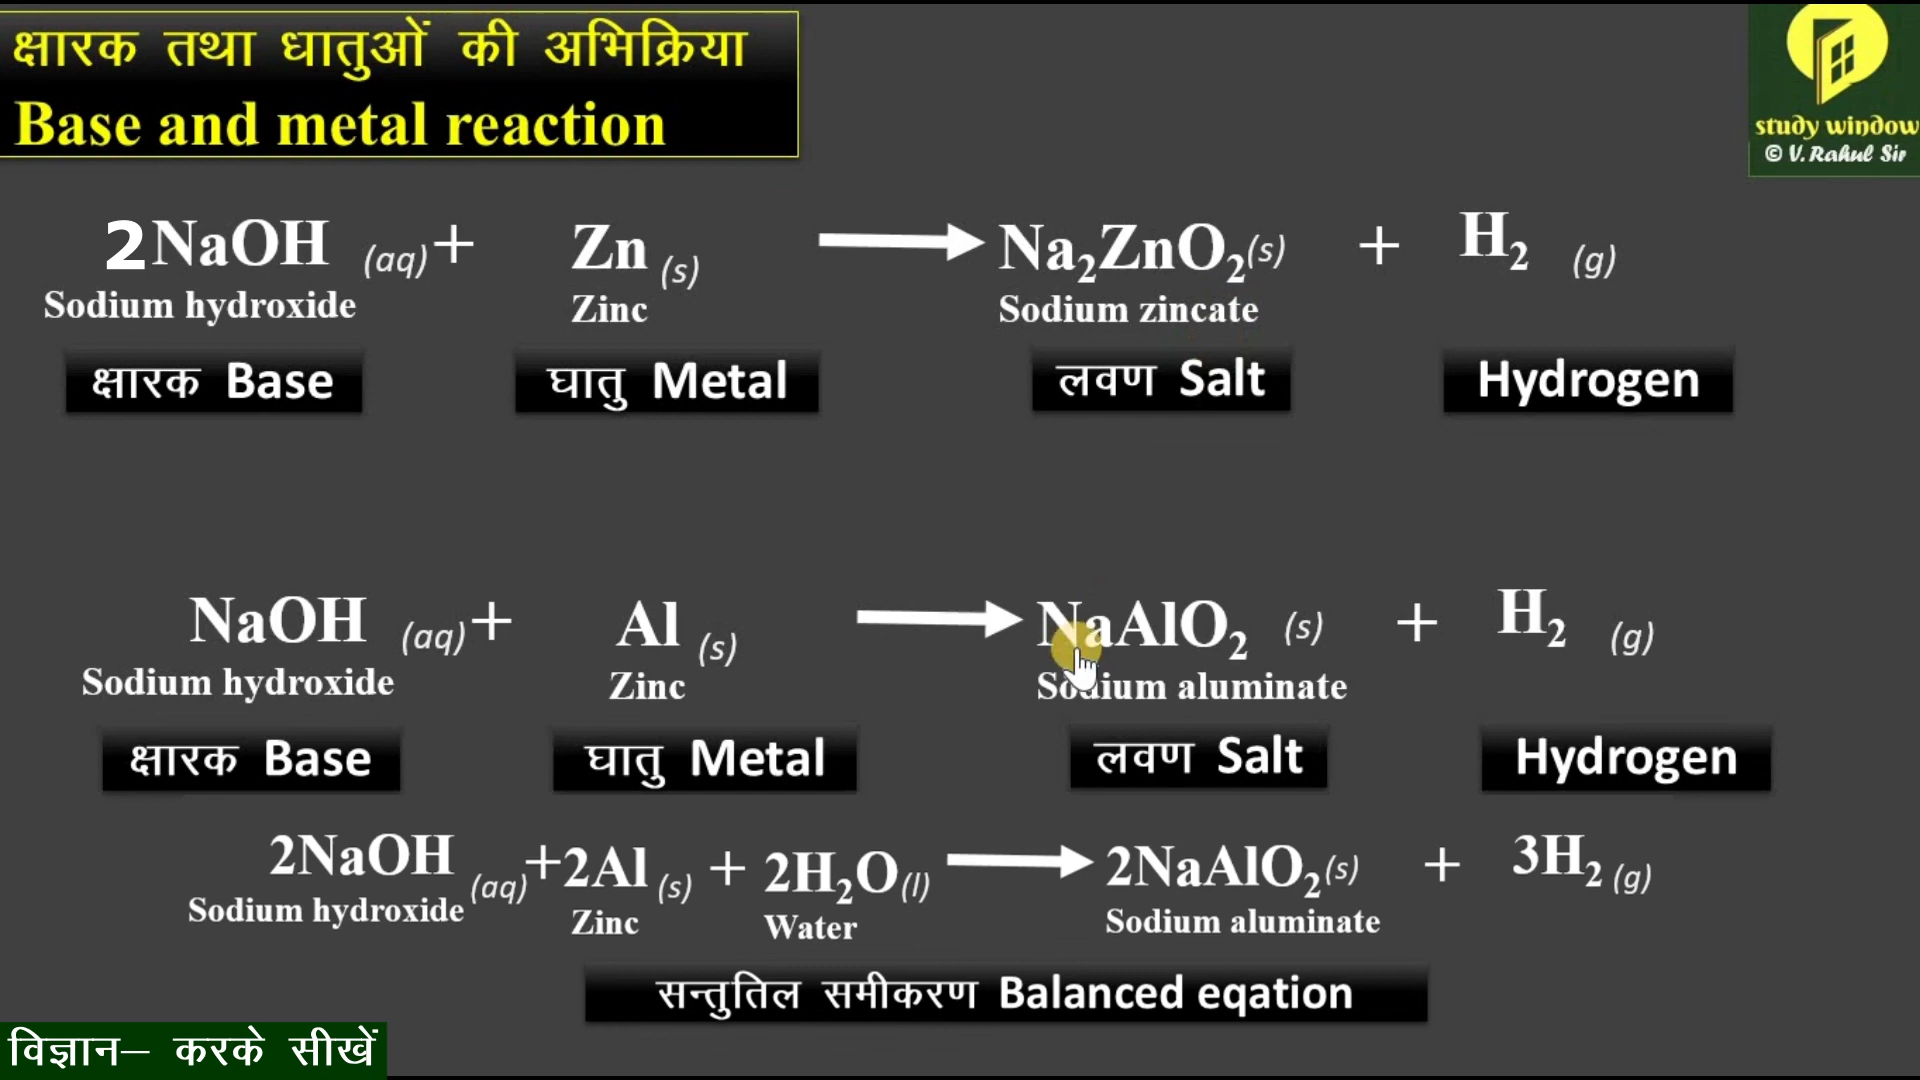 क्षारक तथा धातुओं की अभिक्रिया
Base and metal reaction
study window
© V. Rahul Sir
2NaOH (aq) + Zn (s) → Na₂ZnO₂(s) + H₂ (g)
Sodium hydroxide Zinc Sodium zincate
क्षारक Base घातु Metal लवण Salt Hydrogen
NaOH (aq) + Al (s) → NaAlO₂ (s) + H₂ (g)
Sodium hydroxide Zinc Sodium aluminate
क्षारक Base घातु Metal लवण Salt Hydrogen
2NaOH (aq) + 2Al (s) + 2H₂O(l) → 2NaAlO₂(s) + 3H₂ (g)
Sodium hydroxide Zinc Water Sodium aluminate
सन्तुतिल समीकरण Balanced eqation
विज्ञान– करके सीखें